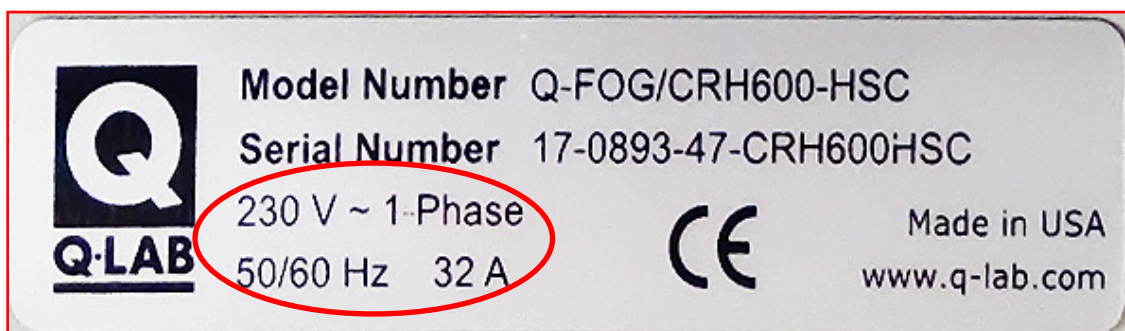 Q
Q·LAB
Model Number Q-FOG/CRH600-HSC
Serial Number 17-0893-47-CRH600HSC
230 V ~ 1-Phase
50/60 Hz 32 A
CE
Made in USA
www.q-lab.com